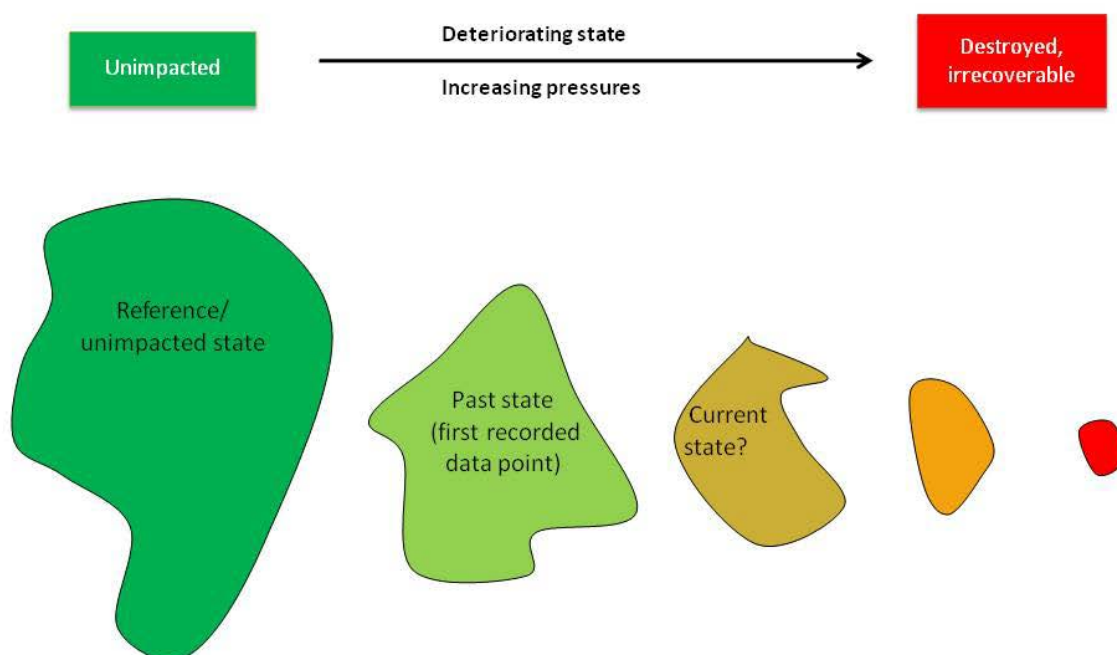 Unimpacted
Deteriorating state
Increasing pressures
Destroyed,
irrecoverable
Reference/
unimpacted state
Past state
(first recorded
data point)
Current
state?